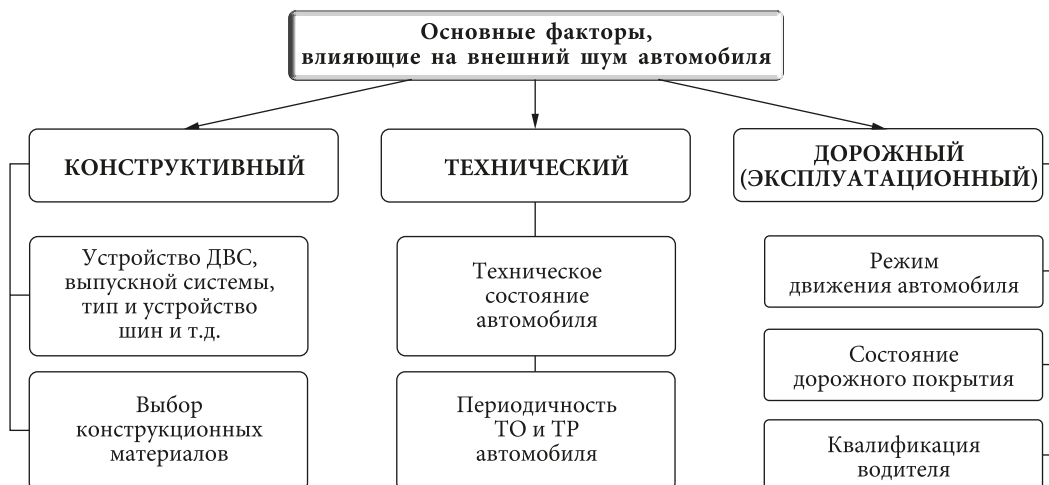 Основные факторы,
влияющие на внешний шум автомобиля
КОНСТРУКТИВНЫЙ
Устройство ДВС,
выпускной системы,
тип и устройство
шин и т.д.
Выбор
конструкционных
материалов
ТЕХНИЧЕСКИЙ
Техническое
состояние
автомобиля
Периодичность
ТО и ТР
автомобиля
ДОРОЖНЫЙ
(ЭКСПЛУАТАЦИОННЫЙ)
Режим
движения автомобиля
Состояние
дорожного покрытия
Квалификация
водителя